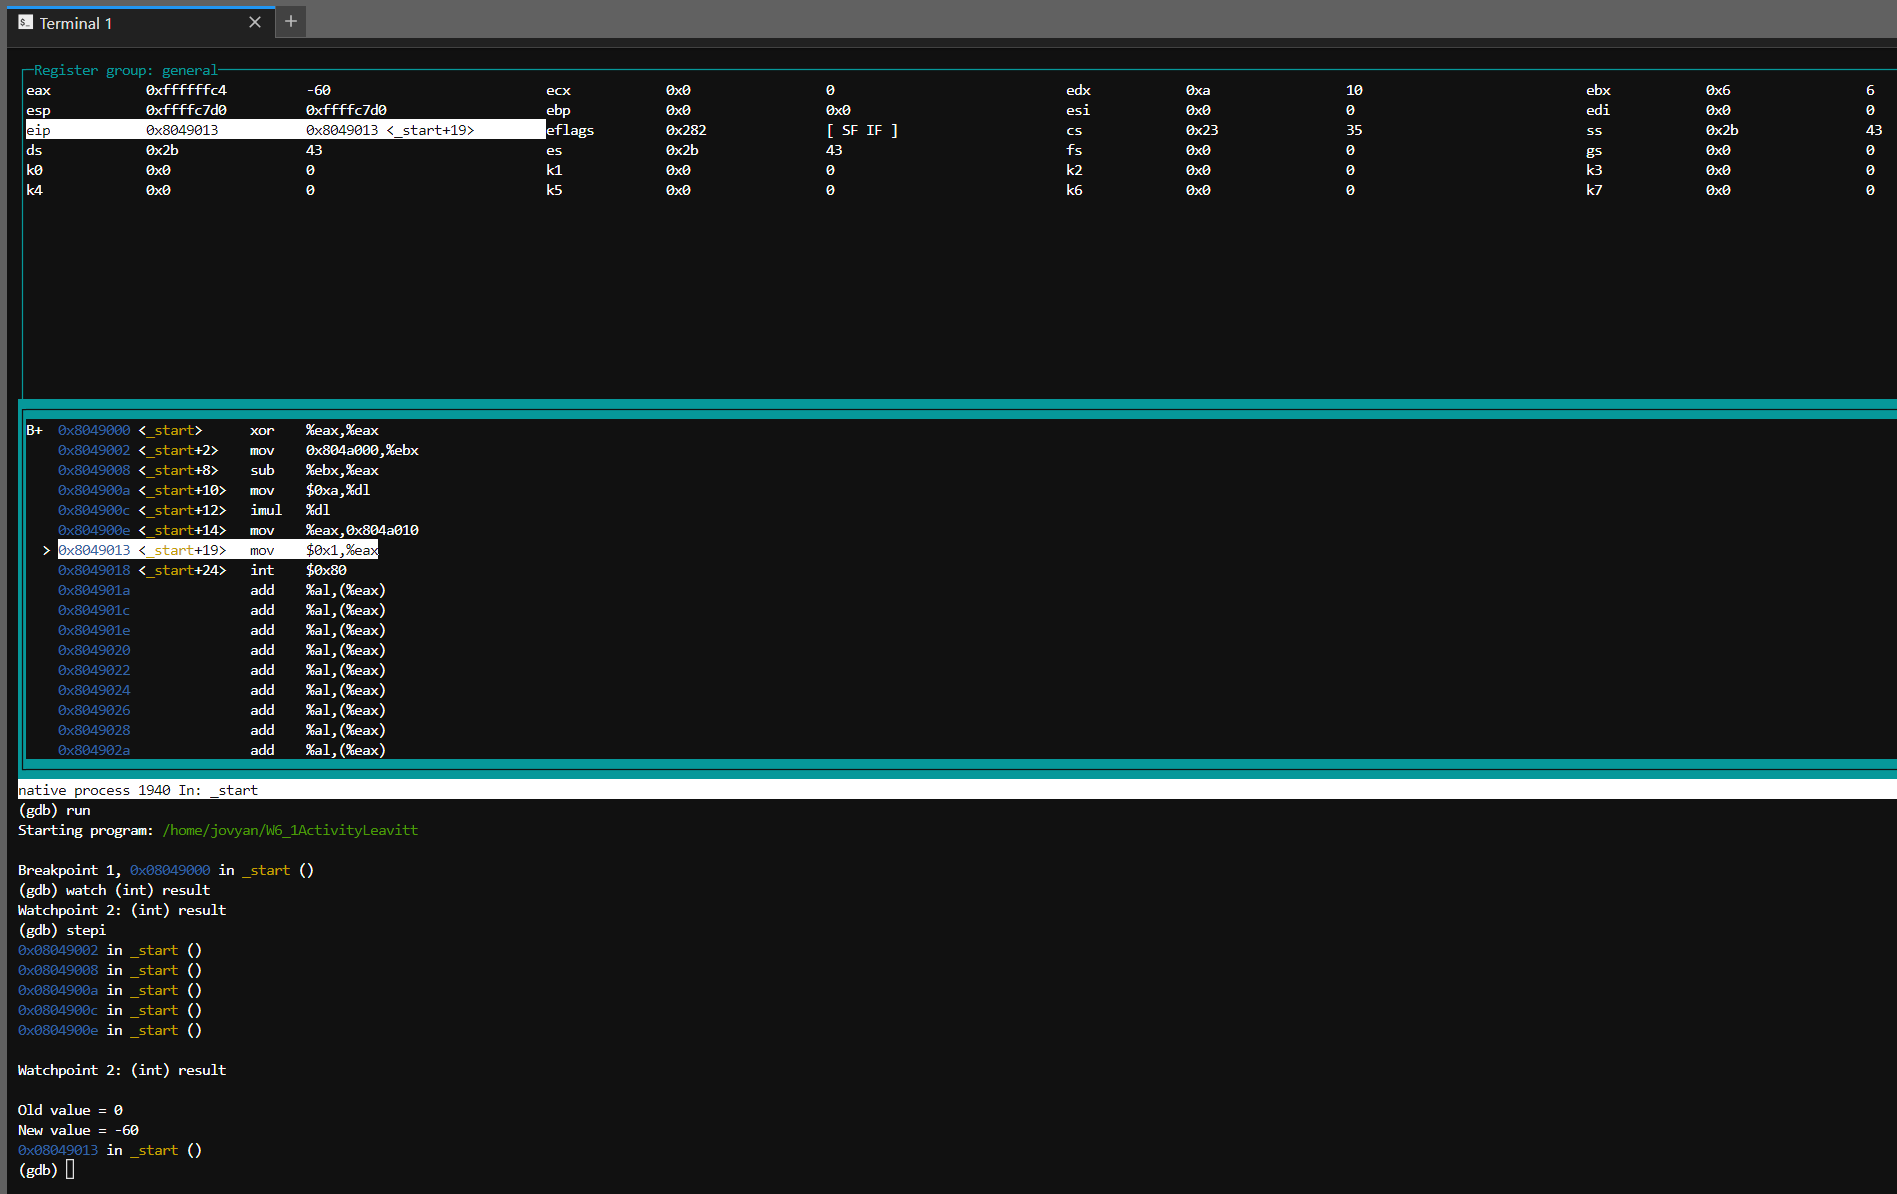 Terminal 1
Register group: general
eax 0xffffffc4 -60 ecx 0x0 0 edx 0xa 10 ebx 0x6 6
esp 0xffffc7d0 0xffffc7d0 ebp 0x0 0x0 esi 0x0 0 edi 0x0 0
eip 0x8049013 0x8049013 <_start+19> eflags 0x282 [ SF IF ] cs 0x23 35 ss 0x2b 43
ds 0x2b 43 es 0x2b 43 fs 0x0 0 gs 0x0 0
k0 0x0 0 k1 0x0 0 k2 0x0 0 k3 0x0 0
k4 0x0 0 k5 0x0 0 k6 0x0 0 k7 0x0 0
B+ 0x8049000 <_start> xor %eax,%eax
0x8049002 <_start+2> mov 0x804a000,%ebx
0x8049008 <_start+8> sub %ebx,%eax
0x804900a <_start+10> mov $0xa,%dl
0x804900c <_start+12> imul %dl
0x804900e <_start+14> mov %eax,0x804a010
> 0x8049013 <_start+19> mov $0x1,%eax
0x8049018 <_start+24> int $0x80
0x804901a add %al,(%eax)
0x804901c add %al,(%eax)
0x804901e add %al,(%eax)
0x8049020 add %al,(%eax)
0x8049022 add %al,(%eax)
0x8049024 add %al,(%eax)
0x8049026 add %al,(%eax)
0x8049028 add %al,(%eax)
0x804902a add %al,(%eax)
native process 1940 In: _start
(gdb) run
Starting program: /home/jovyan/W6_1ActivityLeavitt
Breakpoint 1, 0x08049000 in _start ()
(gdb) watch (int) result
Watchpoint 2: (int) result
(gdb) stepi
0x08049002 in _start ()
0x08049008 in _start ()
0x0804900a in _start ()
0x0804900c in _start ()
0x0804900e in _start ()
Watchpoint 2: (int) result
Old value = 0
New value = -60
0x08049013 in _start ()
(gdb)